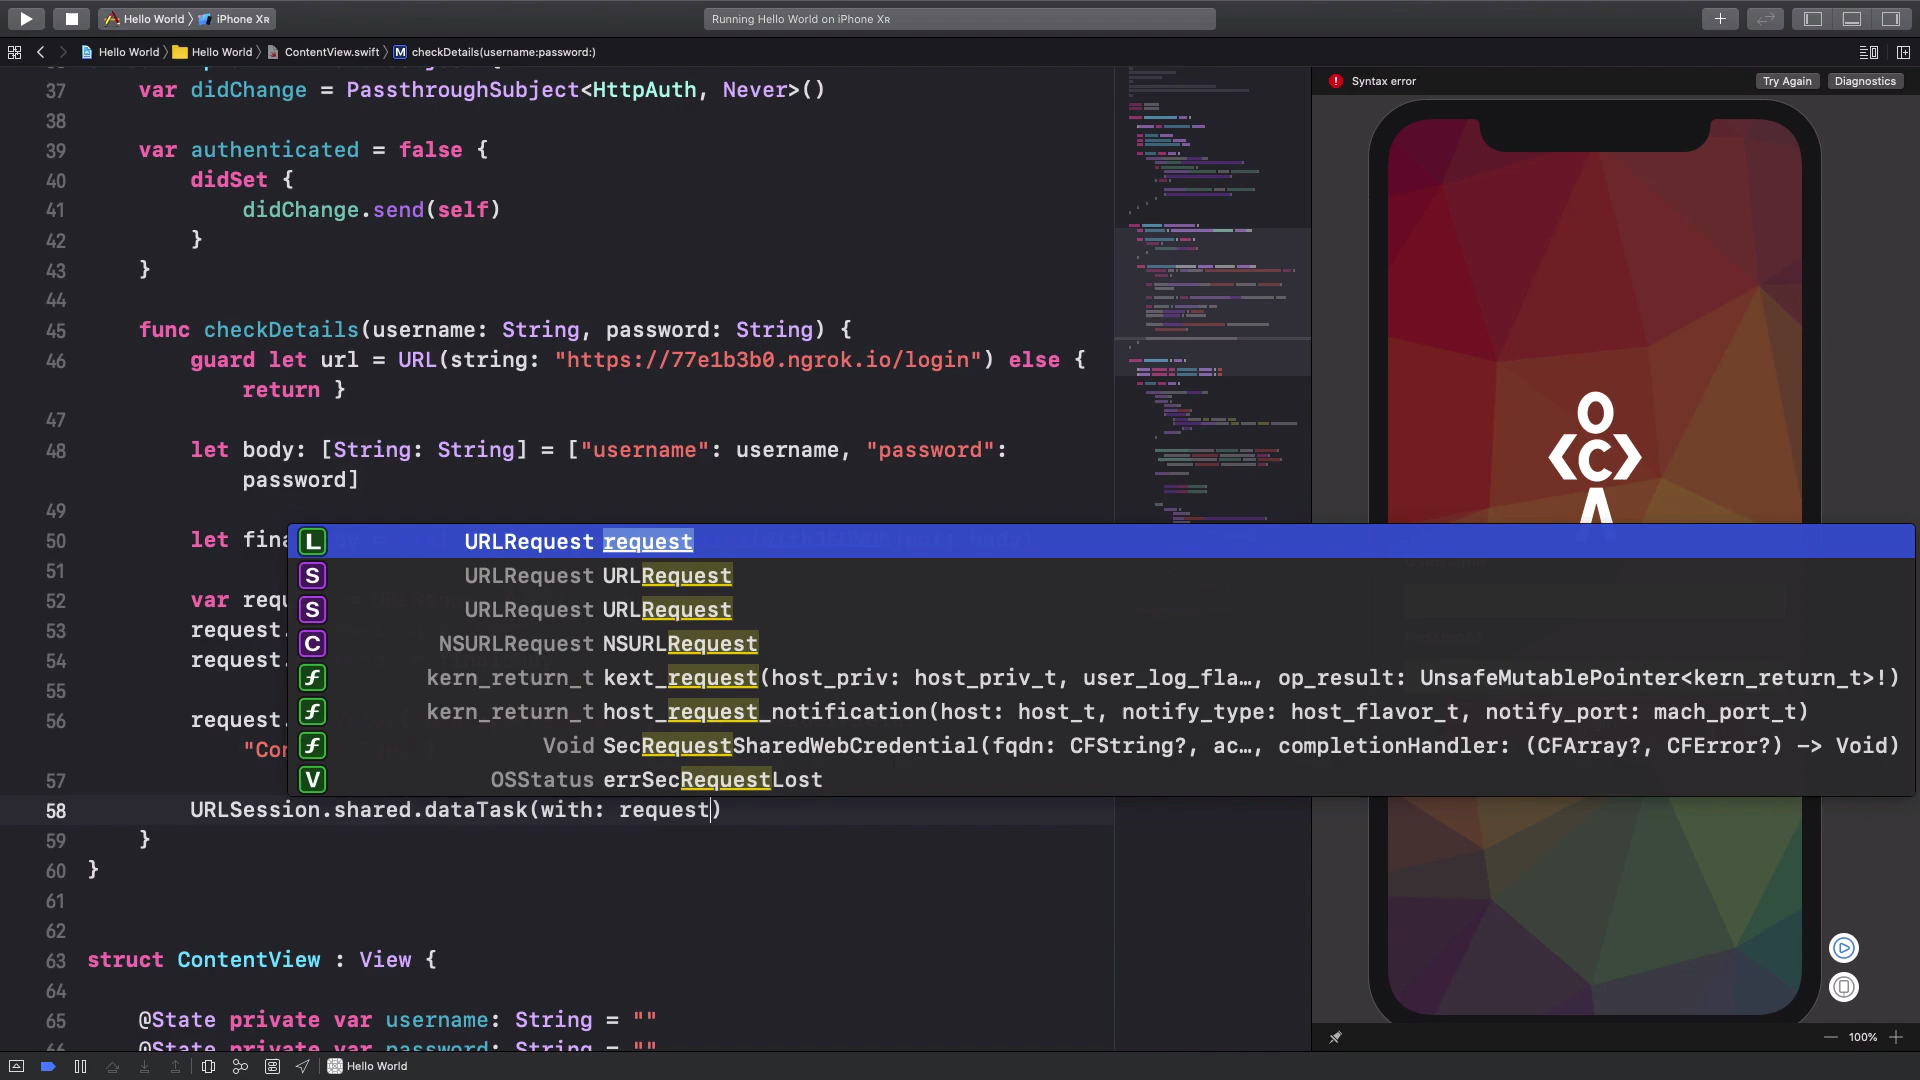 Hello World iPhone Xʀ
Running Hello World on iPhone Xʀ
Hello World Hello World ContentView.swift M checkDetails(username:password:)
Syntax error Try Again Diagnostics
37 var didChange = PassthroughSubject<HttpAuth, Never>()
38
39 var authenticated = false {
40 didSet {
41 didChange.send(self)
42 }
43 }
44
45 func checkDetails(username: String, password: String) {
46 guard let url = URL(string: "https://77e1b3b0.ngrok.io/login") else {
return }
47
48 let body: [String: String] = ["username": username, "password":
password]
49
50 let fina
L URLRequest request
S URLRequest URLRequest
S URLRequest URLRequest
C NSURLRequest NSURLRequest
f kern_return_t kext_request(host_priv: host_priv_t, user_log_fla…, op_result: UnsafeMutablePointer<kern_return_t>!)
f kern_return_t host_request_notification(host: host_t, notify_type: host_flavor_t, notify_port: mach_port_t)
f Void SecRequestSharedWebCredential(fqdn: CFString?, ac…, completionHandler: (CFArray?, CFError?) -> Void)
V OSStatus errSecRequestLost
51
52 var requ
53 request.
54 request.
55
56 request.
"Con
57
58 URLSession.shared.dataTask(with: request)
59 }
60 }
61
62
63 struct ContentView : View {
64
65 @State private var username: String = ""
66 @State private var password: String = ""
C
100%
Hello World